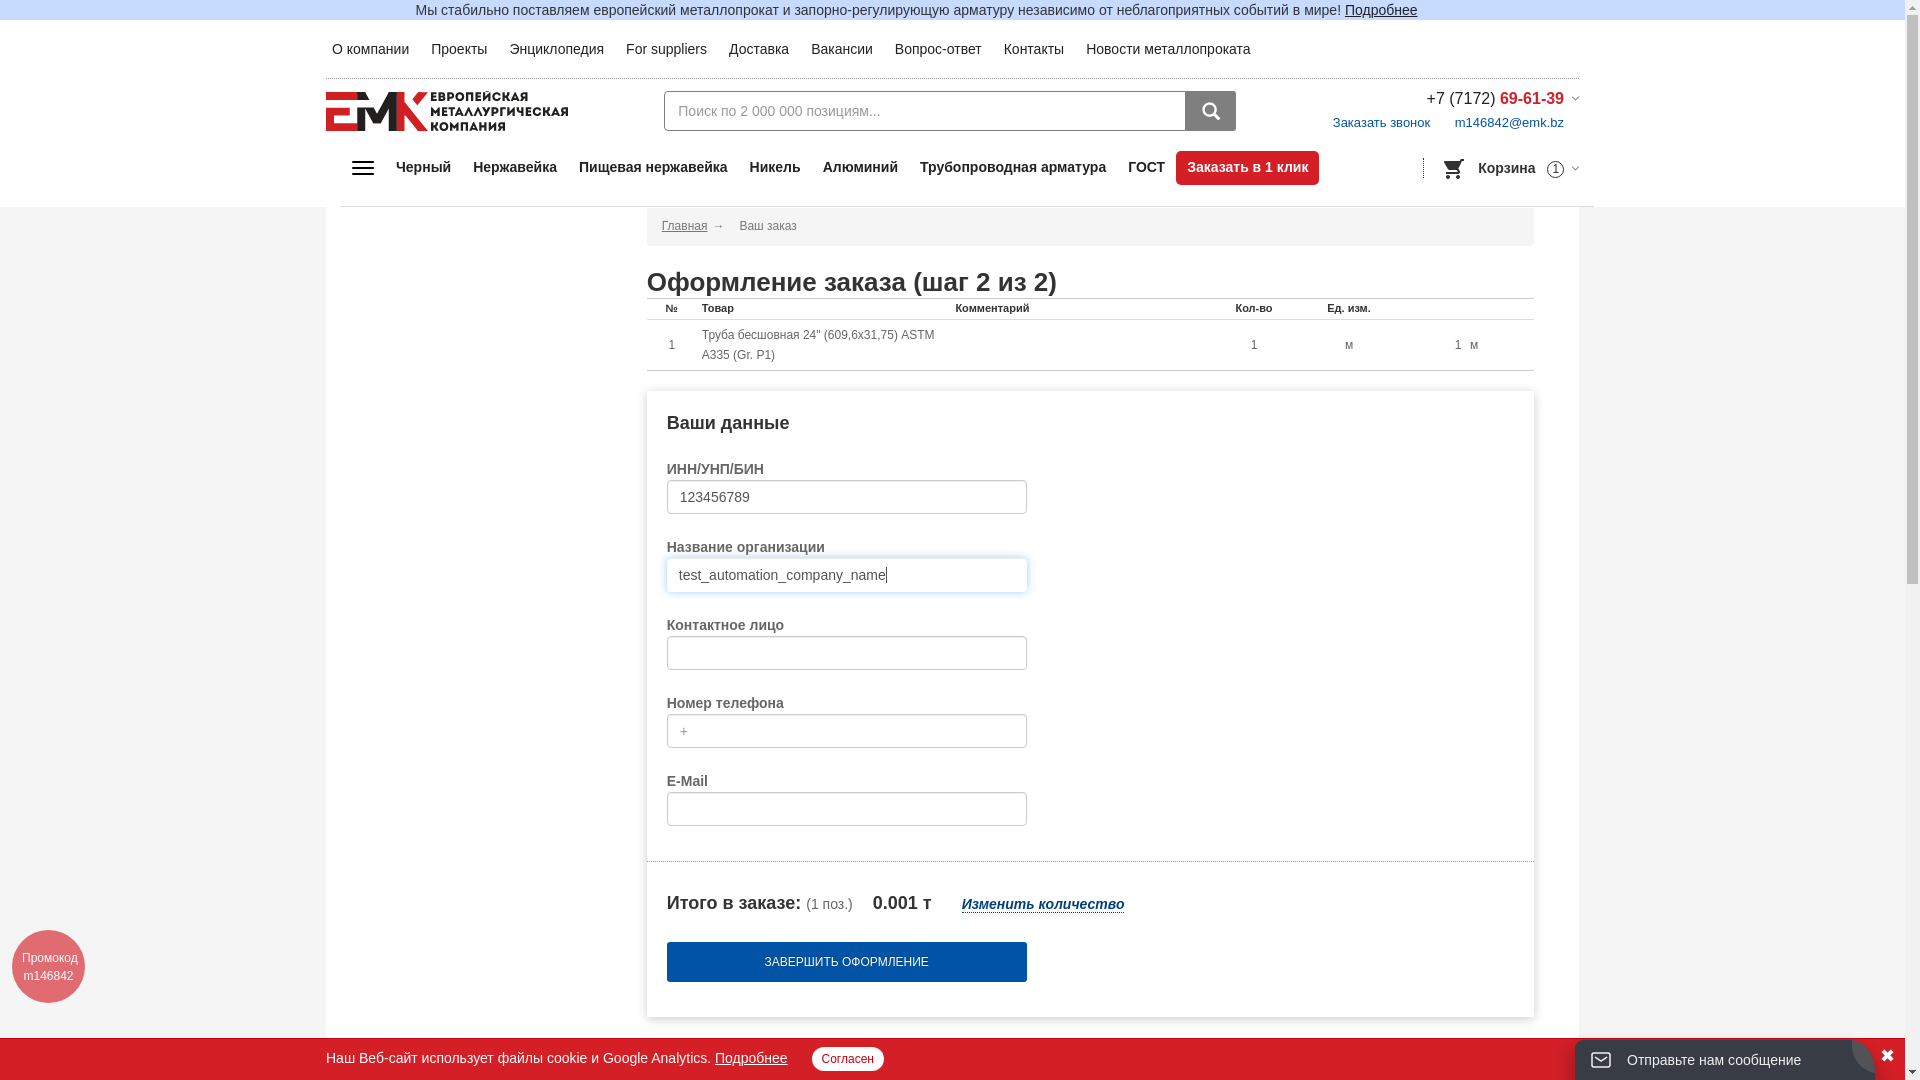 Мы стабильно поставляем европейский металлопрокат и запорно-регулирующую арматуру независимо от неблагоприятных событий в мире! Подробнее
О компании Проекты Энциклопедия For suppliers Доставка Вакансии Вопрос-ответ Контакты Новости металлопроката
ЕМК ЕВРОПЕЙСКАЯ
МЕТАЛЛУРГИЧЕСКАЯ
КОМПАНИЯ
Поиск по 2 000 000 позициям...
+7 (7172) 69-61-39
Заказать звонок m146842@emk.bz
Черный Нержавейка Пищевая нержавейка Никель Алюминий Трубопроводная арматура ГОСТ Заказать в 1 клик Корзина 1
Главная → Ваш заказ
Оформление заказа (шаг 2 из 2)
№ Товар Комментарий Кол-во Ед. изм.
1 Труба бесшовная 24" (609,6х31,75) ASTM A335 (Gr. P1) 1 м 1 м
Ваши данные
ИНН/УНП/БИН
123456789
Название организации
test_automation_company_name
Контактное лицо
Номер телефона
+
E-Mail
Итого в заказе: (1 поз.) 0.001 т Изменить количество
ЗАВЕРШИТЬ ОФОРМЛЕНИЕ
Промокод
m146842
Наш Веб-сайт использует файлы cookie и Google Analytics. Подробнее Согласен
Отправьте нам сообщение